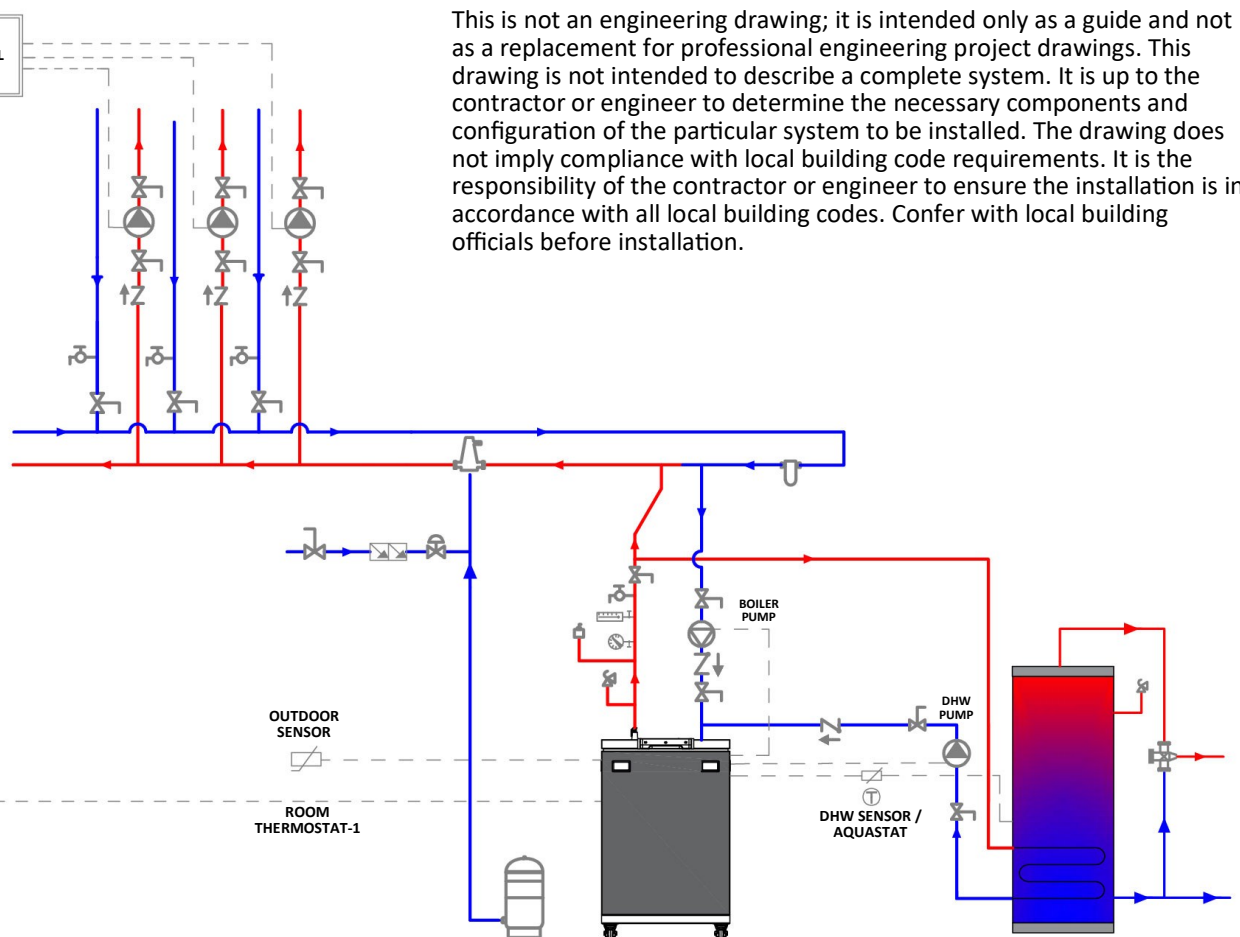 This is not an engineering drawing; it is intended only as a guide and not
as a replacement for professional engineering project drawings. This
drawing is not intended to describe a complete system. It is up to the
contractor or engineer to determine the necessary components and
configuration of the particular system to be installed. The drawing does
not imply compliance with local building code requirements. It is the
responsibility of the contractor or engineer to ensure the installation is in
accordance with all local building codes. Confer with local building
officials before installation.
BOILER
PUMP
OUTDOOR
SENSOR
DHW
PUMP
ROOM
THERMOSTAT-1
T
DHW SENSOR /
AQUASTAT